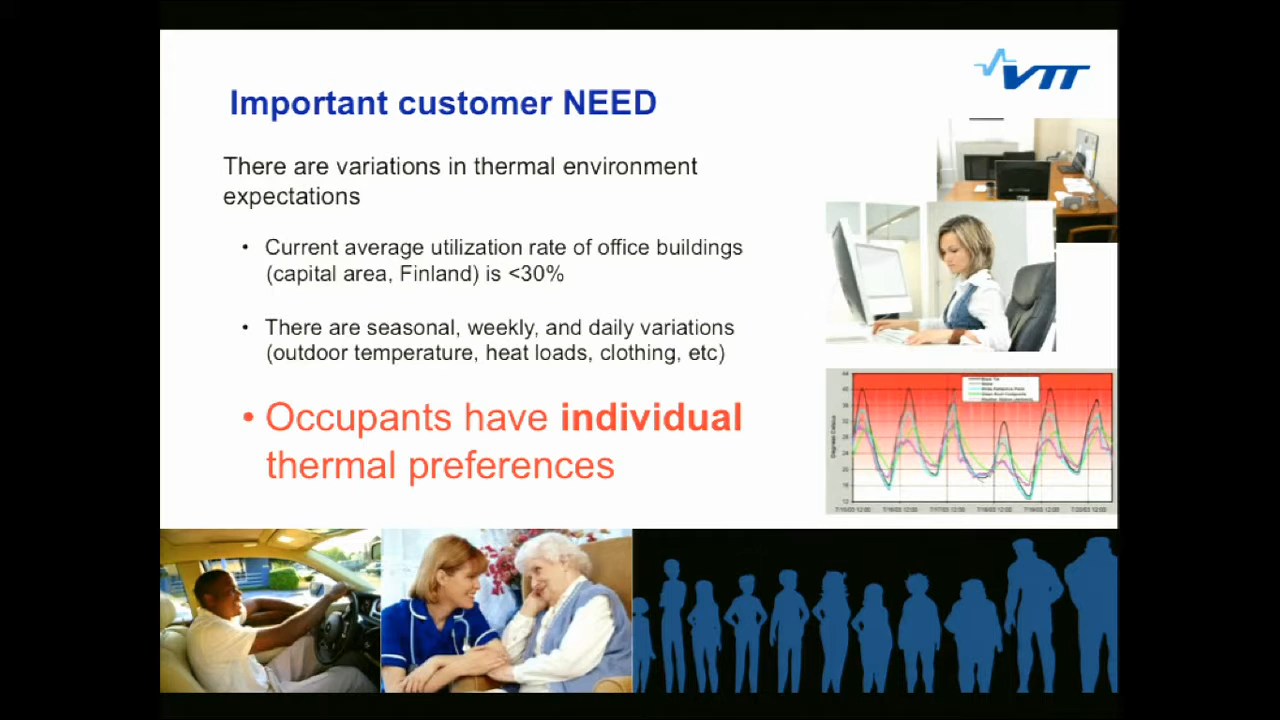 VTT
Important customer NEED
There are variations in thermal environment
expectations
• Current average utilization rate of office buildings
(capital area, Finland) is <30%
• There are seasonal, weekly, and daily variations
(outdoor temperature, heat loads, clothing, etc)
• Occupants have individual
thermal preferences
Degrees Celsius